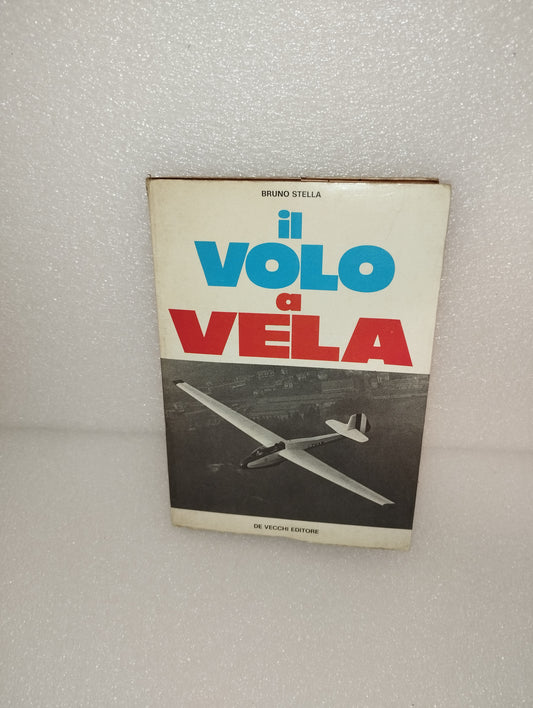 BRUNO STELLA
il
VOLO
a
VELA
DE VECCHI EDITORE